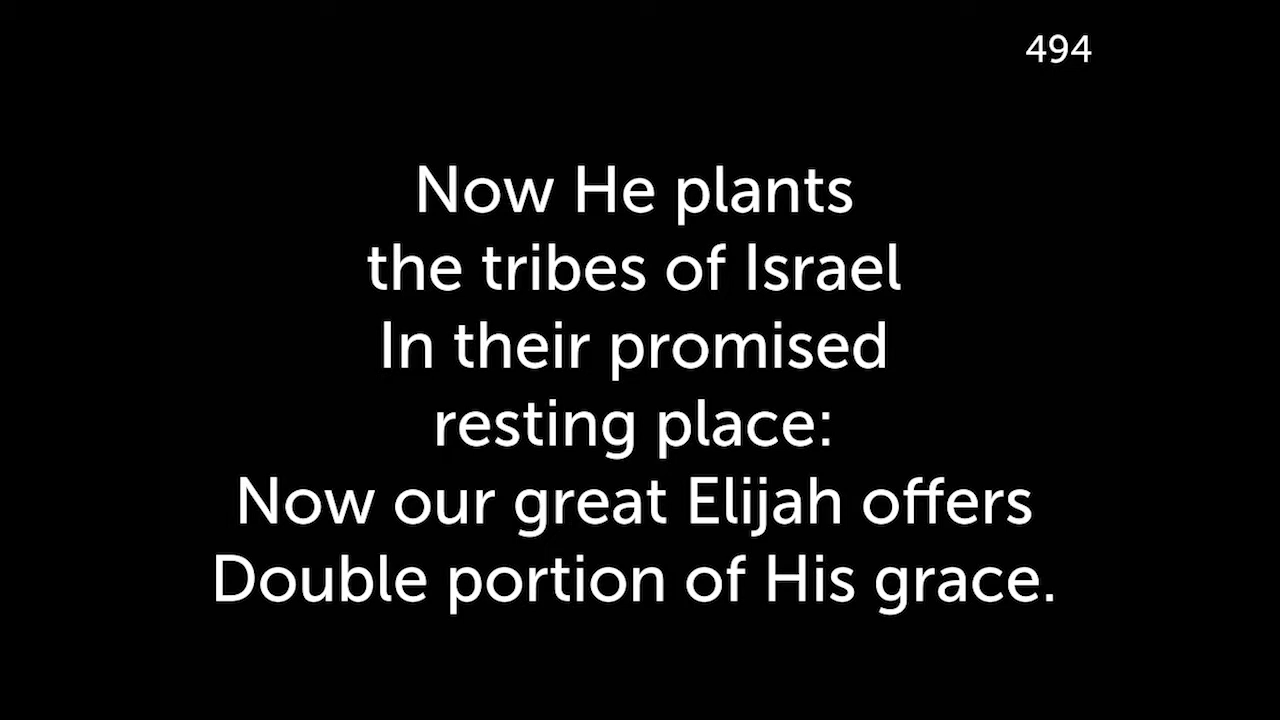 494
Now He plants
the tribes of Israel
In their promised
resting place:
Now our great Elijah offers
Double portion of His grace.